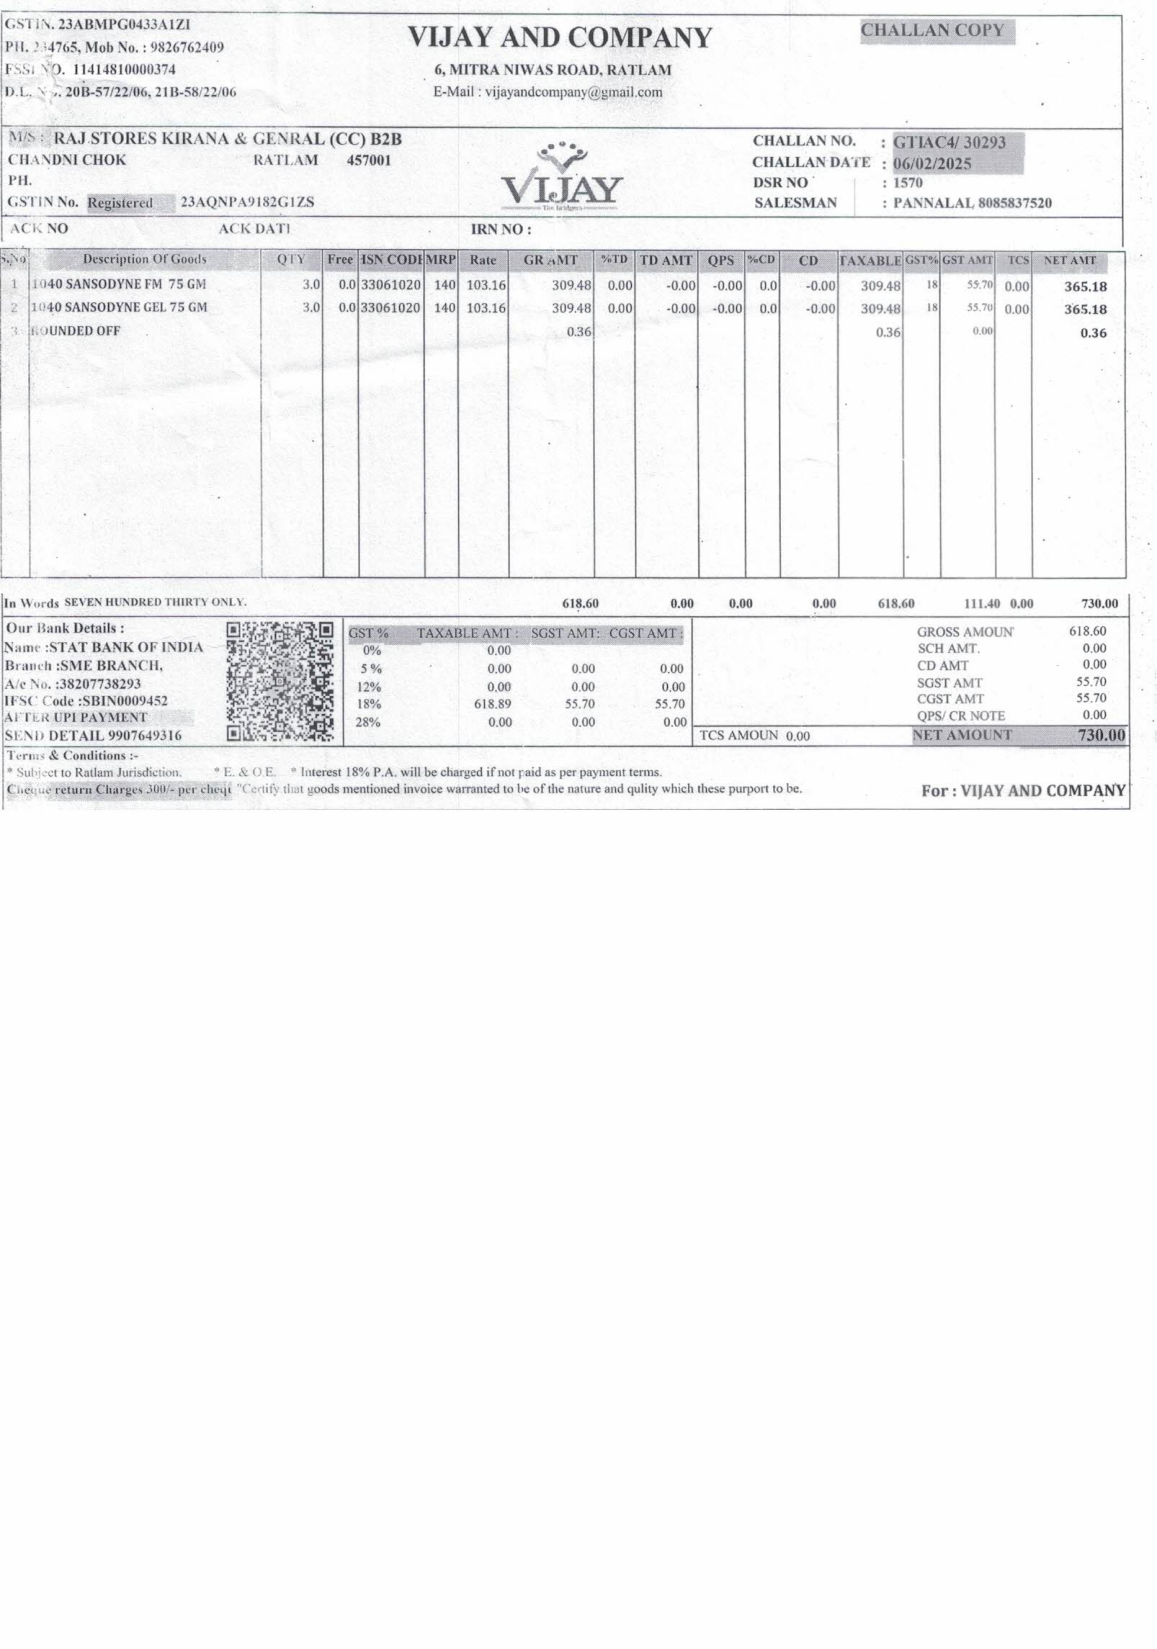 GSTIN. 23ABMPG0433A1ZI
PH. 234765, Mob No. : 9826762409
FSSI NO. 11414810000374
D.L. No. 20B-57/22/06, 21B-58/22/06
VIJAY AND COMPANY
6, MITRA NIWAS ROAD, RATLAM
E-Mail : vijayandcompany@gmail.com
CHALLAN COPY
M/S : RAJ STORES KIRANA & GENRAL (CC) B2B
CHANDNI CHOK RATLAM 457001
PH.
GSTIN No. Registered 23AQNPA9182G1ZS
VIJAY
The bridgers
CHALLAN NO. : GTIAC4/ 30293
CHALLAN DATE : 06/02/2025
DSR NO : 1570
SALESMAN : PANNALAL 8085837520
ACK NO ACK DATI IRN NO :
S.No Description Of Goods QTY Free ISN CODE MRP Rate GR AMT %TD TD AMT QPS %CD CD TAXABLE GST% GST AMT TCS NET AMT
1 1040 SANSODYNE FM 75 GM 3.0 0.0 33061020 140 103.16 309.48 0.00 -0.00 -0.00 0.0 -0.00 309.48 18 55.70 0.00 365.18
2 1040 SANSODYNE GEL 75 GM 3.0 0.0 33061020 140 103.16 309.48 0.00 -0.00 -0.00 0.0 -0.00 309.48 18 55.70 0.00 365.18
3 ROUNDED OFF 0.36 0.36 0.00 0.36
In Words SEVEN HUNDRED THIRTY ONLY. 618.60 0.00 0.00 0.00 618.60 111.40 0.00 730.00
Our Bank Details :
Name :STAT BANK OF INDIA
Branch :SME BRANCH,
A/c No. :38207738293
IFSC Code :SBIN0009452
AFTER UPI PAYMENT
SEND DETAIL 9907649316
GST % TAXABLE AMT : SGST AMT: CGST AMT :
0% 0.00
5 % 0.00 0.00 0.00
12% 0.00 0.00 0.00
18% 618.89 55.70 55.70
28% 0.00 0.00 0.00
TCS AMOUN 0.00
GROSS AMOUN 618.60
SCH AMT. 0.00
CD AMT 0.00
SGST AMT 55.70
CGST AMT 55.70
QPS/ CR NOTE 0.00
NET AMOUNT 730.00
Terms & Conditions :-
* Subject to Ratlam Jurisdiction. * E. & O.E. * Interest 18% P.A. will be charged if not paid as per payment terms.
Cheque return Charges 300/- per chequ "Certify that goods mentioned invoice warranted to be of the nature and qulity which these purport to be.
For : VIJAY AND COMPANY